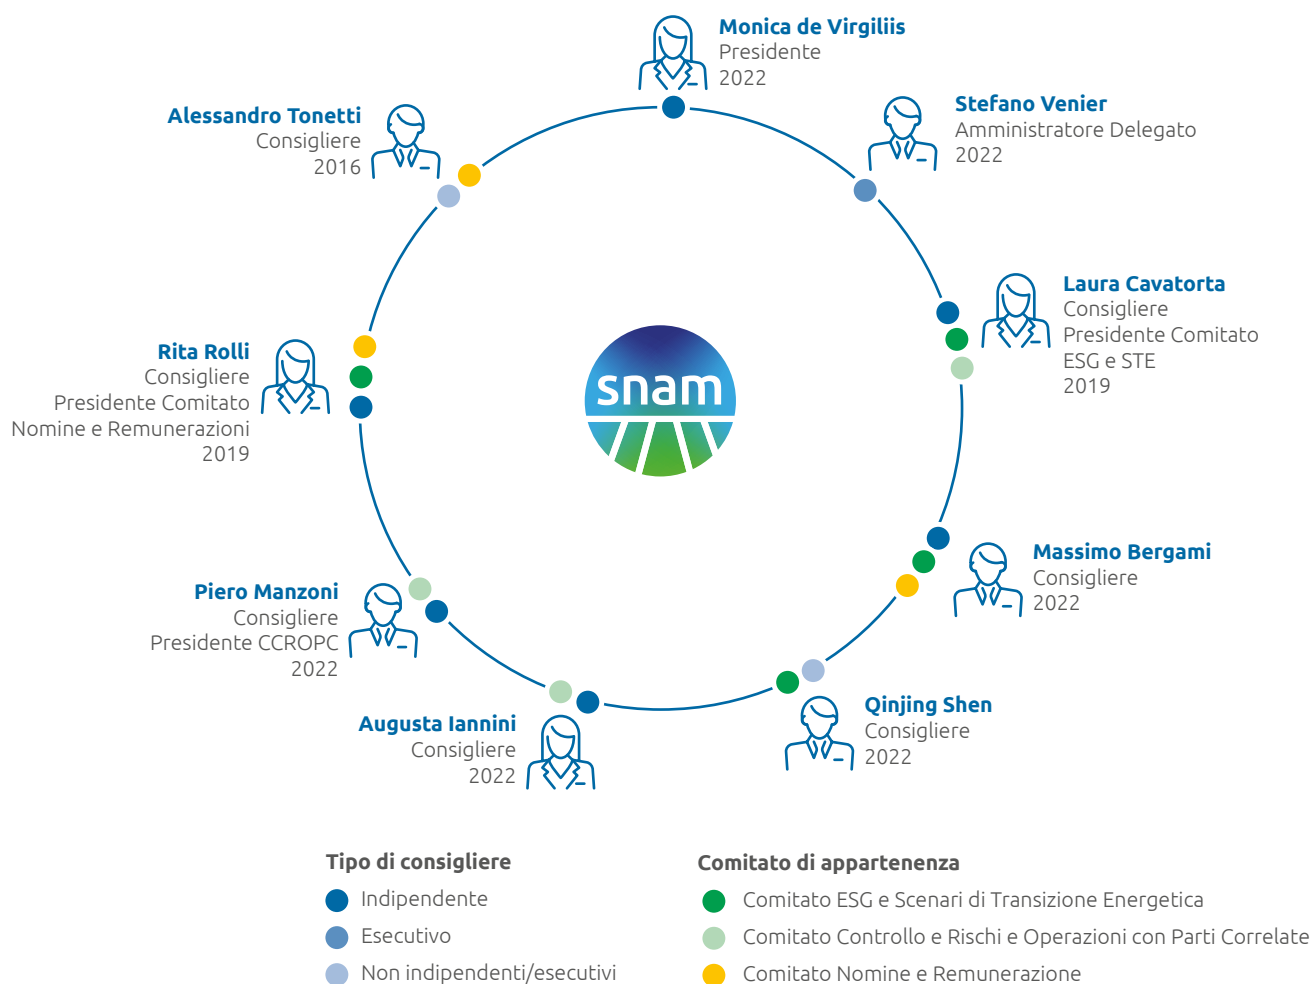 Monica de Virgiliis
Presidente
2022
Stefano Venier
Amministratore Delegato
2022
Alessandro Tonetti
Consigliere
2016
Laura Cavatorta
Consigliere
Presidente Comitato
ESG e STE
2019
Rita Rolli
Consigliere
Presidente Comitato
Nomine e Remunerazioni
2019
snam
Massimo Bergami
Consigliere
2022
Piero Manzoni
Consigliere
Presidente CCROPC
2022
Qinjing Shen
Consigliere
2022
Augusta Iannini
Consigliere
2022
Tipo di consigliere
Indipendente
Esecutivo
Non indipendenti/esecutivi
Comitato di appartenenza
Comitato ESG e Scenari di Transizione Energetica
Comitato Controllo e Rischi e Operazioni con Parti Correlate
Comitato Nomine e Remunerazione